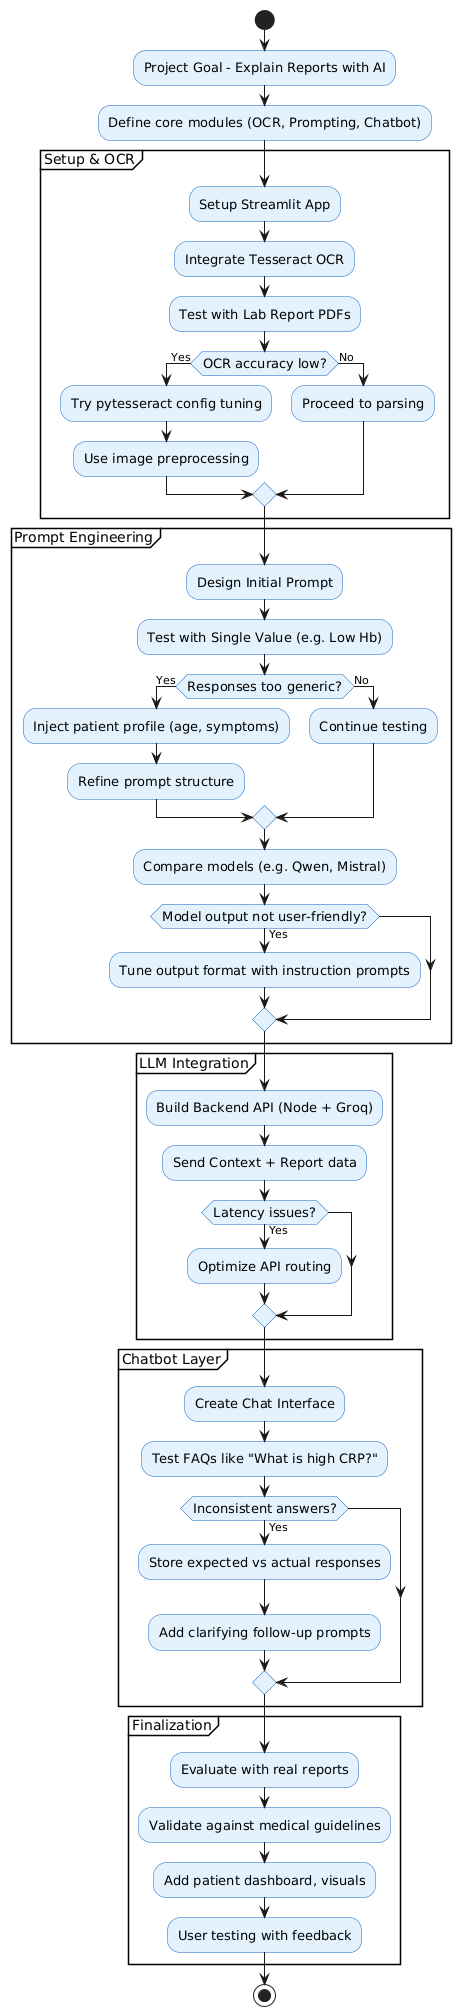 Project Goal - Explain Reports with AI
Define core modules (OCR, Prompting, Chatbot)
Setup & OCR
Setup Streamlit App
Integrate Tesseract OCR
Test with Lab Report PDFs
Yes
OCR accuracy low?
No
Try pytesseract config tuning
Proceed to parsing
Use image preprocessing
Prompt Engineering
Design Initial Prompt
Test with Single Value (e.g. Low Hb)
Yes
Responses too generic?
No
Inject patient profile (age, symptoms)
Continue testing
Refine prompt structure
Compare models (e.g. Qwen, Mistral)
Model output not user-friendly?
Yes
Tune output format with instruction prompts
LLM Integration
Build Backend API (Node + Groq)
Send Context + Report data
Latency issues?
Yes
Optimize API routing
Chatbot Layer
Create Chat Interface
Test FAQs like "What is high CRP?"
Inconsistent answers?
Yes
Store expected vs actual responses
Add clarifying follow-up prompts
Finalization
Evaluate with real reports
Validate against medical guidelines
Add patient dashboard, visuals
User testing with feedback